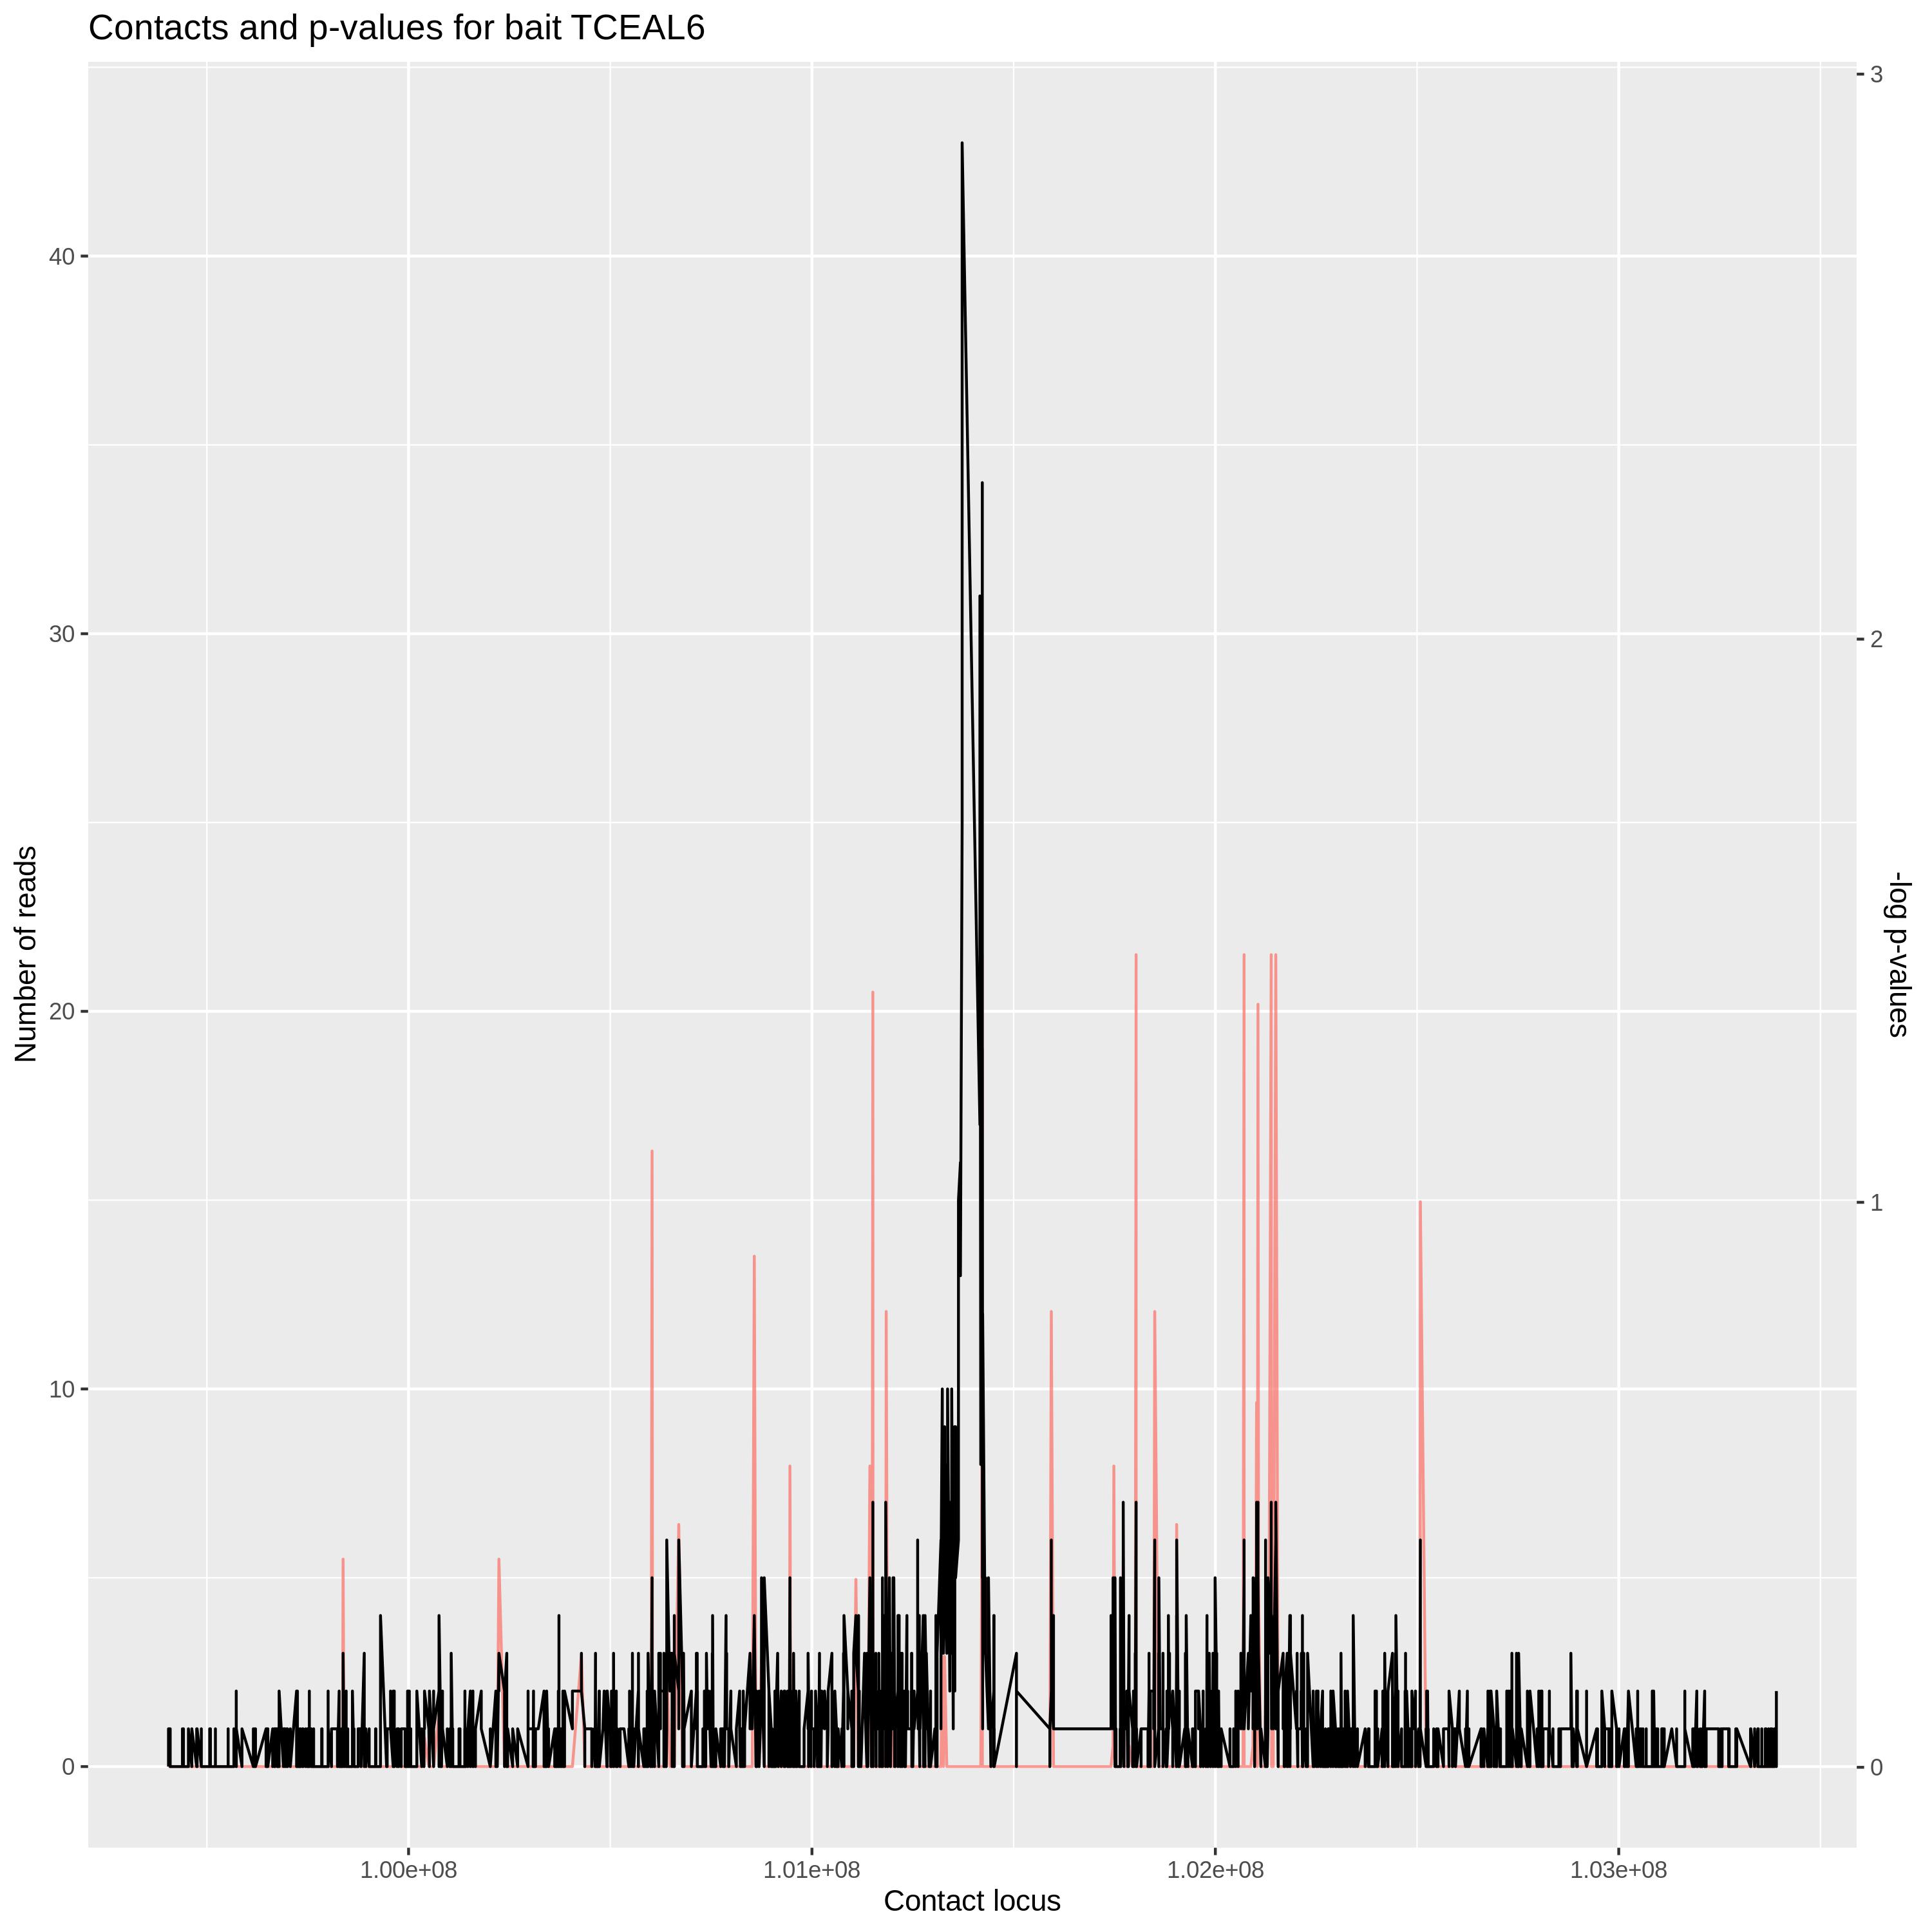 Contacts and p-values for bait TCEAL6
3
40
30
2
Number of reads
-log p-values
20
1
10
0
0
1.00e+08
1.01e+08
1.02e+08
1.03e+08
Contact locus